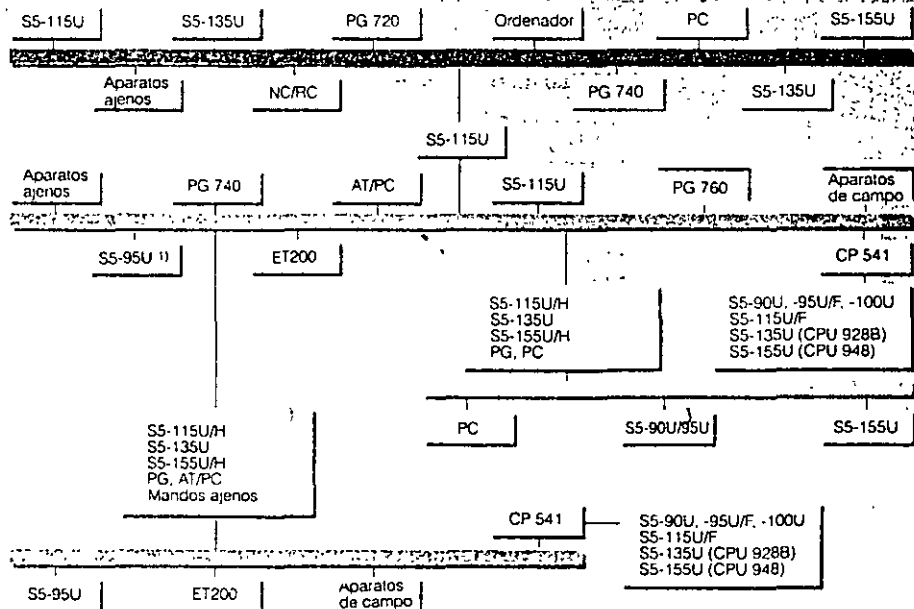 S5-115U
S5-135U
PG 720
Ordenador
PC
S5-155U
Aparatos
ajenos
NC/RC
PG 740
S5-135U
S5-115U
Aparatos
ajenos
PG 740
AT/PC
S5-115U
PG 760
Aparatos
de campo
S5-95U 1)
ET200
CP 541
S5-115U/H
S5-135U
S5-155U/H
PG, PC
S5-90U, -95U/F, -100U
S5-115U/F
S5-135U (CPU 928B)
S5-155U (CPU 948)
PC
S5-90U/95U
S5-155U
S5-115U/H
S5-135U
S5-155U/H
PG, AT/PC
Mandos ajenos
CP 541
S5-90U, -95U/F, -100U
S5-115U/F
S5-135U (CPU 928B)
S5-155U (CPU 948)
S5-95U
ET200
Aparatos
de campo